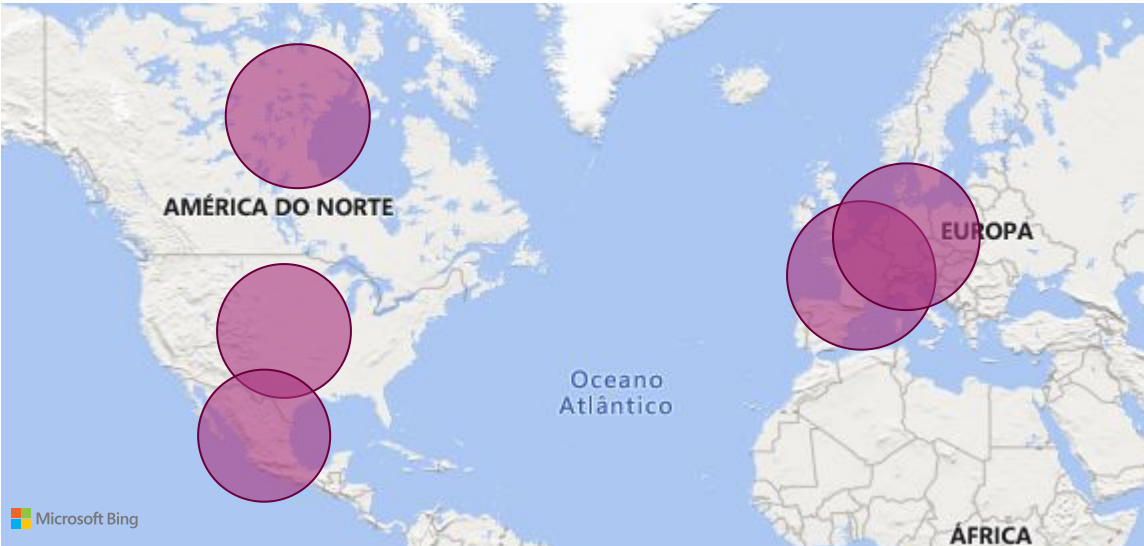 AMÉRICA DO NORTE
EUROPA
Oceano
Atlântico
Microsoft Bing
ÁFRICA